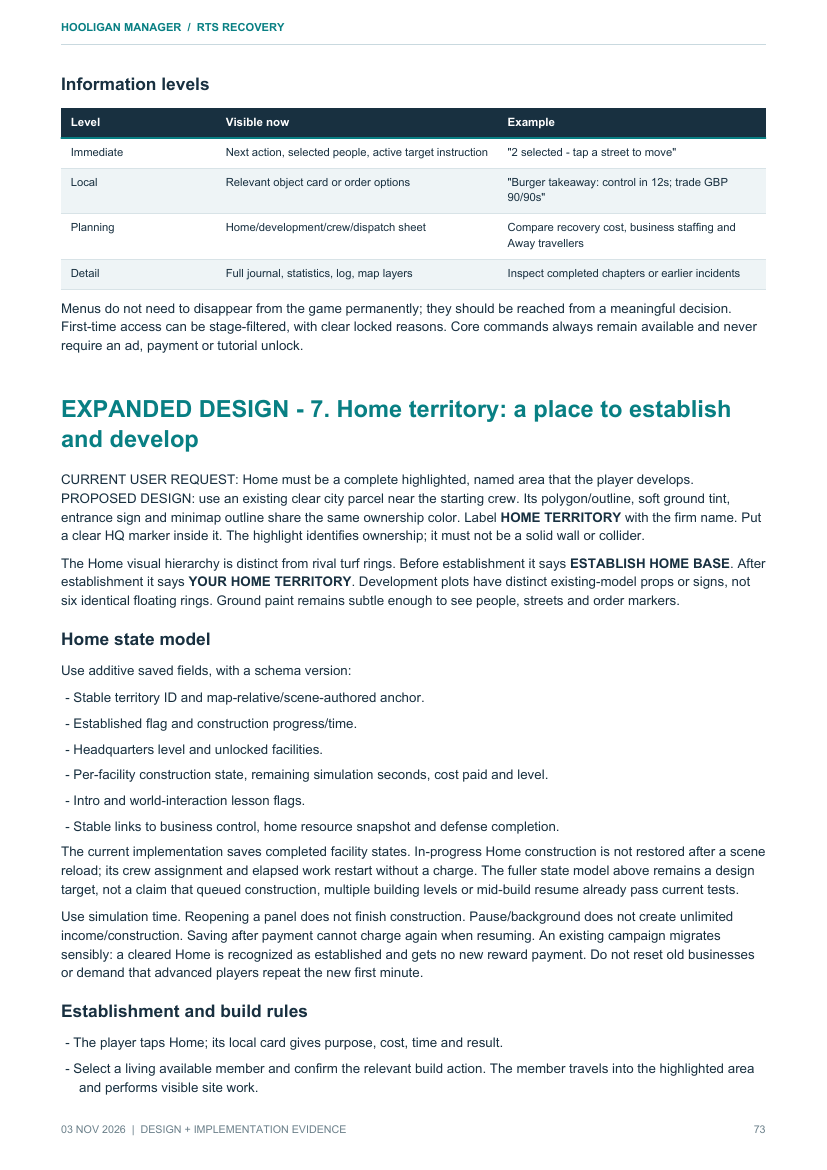 HOOLIGAN MANAGER / RTS RECOVERY
Information levels
Level Visible now Example
Immediate Next action, selected people, active target instruction "2 selected - tap a street to move"
Local Relevant object card or order options "Burger takeaway: control in 12s; trade GBP
90/90s"
Planning Home/development/crew/dispatch sheet Compare recovery cost, business staffing and
Away travellers
Detail Full journal, statistics, log, map layers Inspect completed chapters or earlier incidents
Menus do not need to disappear from the game permanently; they should be reached from a meaningful decision.
First-time access can be stage-filtered, with clear locked reasons. Core commands always remain available and never
require an ad, payment or tutorial unlock.
EXPANDED DESIGN - 7. Home territory: a place to establish
and develop
CURRENT USER REQUEST: Home must be a complete highlighted, named area that the player develops.
PROPOSED DESIGN: use an existing clear city parcel near the starting crew. Its polygon/outline, soft ground tint,
entrance sign and minimap outline share the same ownership color. Label HOME TERRITORY with the firm name. Put
a clear HQ marker inside it. The highlight identifies ownership; it must not be a solid wall or collider.
The Home visual hierarchy is distinct from rival turf rings. Before establishment it says ESTABLISH HOME BASE. After
establishment it says YOUR HOME TERRITORY. Development plots have distinct existing-model props or signs, not
six identical floating rings. Ground paint remains subtle enough to see people, streets and order markers.
Home state model
Use additive saved fields, with a schema version:
- Stable territory ID and map-relative/scene-authored anchor.
- Established flag and construction progress/time.
- Headquarters level and unlocked facilities.
- Per-facility construction state, remaining simulation seconds, cost paid and level.
- Intro and world-interaction lesson flags.
- Stable links to business control, home resource snapshot and defense completion.
The current implementation saves completed facility states. In-progress Home construction is not restored after a scene
reload; its crew assignment and elapsed work restart without a charge. The fuller state model above remains a design
target, not a claim that queued construction, multiple building levels or mid-build resume already pass current tests.
Use simulation time. Reopening a panel does not finish construction. Pause/background does not create unlimited
income/construction. Saving after payment cannot charge again when resuming. An existing campaign migrates
sensibly: a cleared Home is recognized as established and gets no new reward payment. Do not reset old businesses
or demand that advanced players repeat the new first minute.
Establishment and build rules
- The player taps Home; its local card gives purpose, cost, time and result.
- Select a living available member and confirm the relevant build action. The member travels into the highlighted area
and performs visible site work.
03 NOV 2026 | DESIGN + IMPLEMENTATION EVIDENCE 73